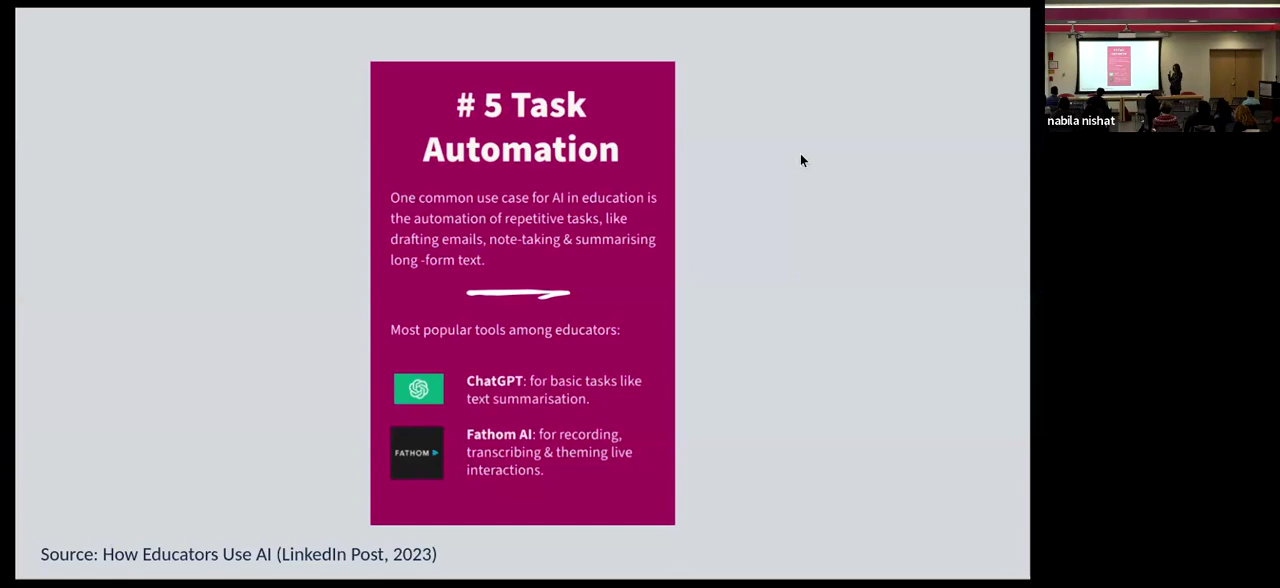 # 5 Task
Automation
One common use case for AI in education is
the automation of repetitive tasks, like
drafting emails, note-taking & summarising
long -form text.
Most popular tools among educators:
ChatGPT: for basic tasks like
text summarisation.
FATHOM
Fathom AI: for recording,
transcribing & theming live
interactions.
Source: How Educators Use AI (LinkedIn Post, 2023)
nabila nishat